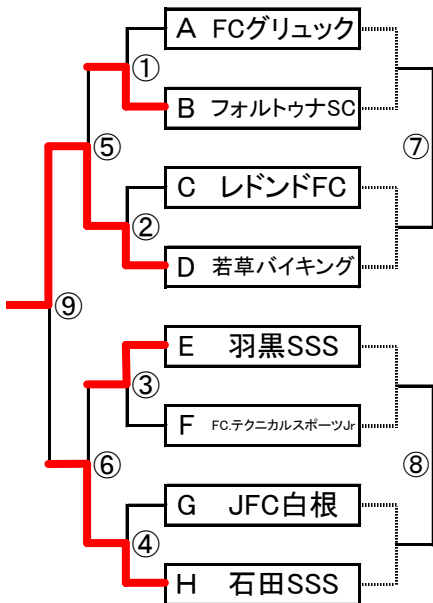 A FCグリュック
①
B フォルトゥナSC
⑤
⑦
C レドンドFC
②
D 若草バイキング
⑨
E 羽黒SSS
③
F FC.テクニカルスポーツJr
⑥
⑧
G JFC白根
④
H 石田SSS